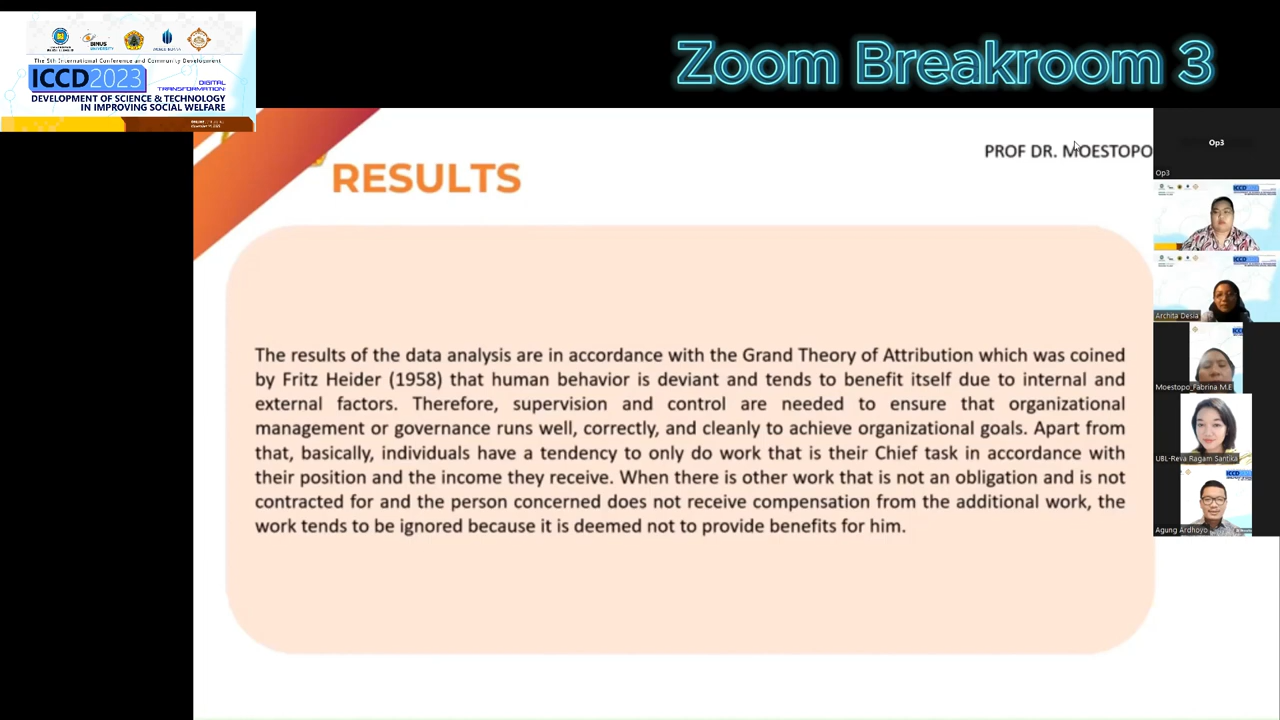 The 5th International Conference and Community Development
ICCD2023
DIGITAL
TRANSFORMATION:
DEVELOPMENT OF SCIENCE & TECHNOLOGY
IN IMPROVING SOCIAL WELFARE
Zoom Breakroom 3
PROF DR. MOESTOPO
RESULTS
The results of the data analysis are in accordance with the Grand Theory of Attribution which was coined
by Fritz Heider (1958) that human behavior is deviant and tends to benefit itself due to internal and
external factors. Therefore, supervision and control are needed to ensure that organizational
management or governance runs well, correctly, and cleanly to achieve organizational goals. Apart from
that, basically, individuals have a tendency to only do work that is their Chief task in accordance with
their position and the income they receive. When there is other work that is not an obligation and is not
contracted for and the person concerned does not receive compensation from the additional work, the
work tends to be ignored because it is deemed not to provide benefits for him.
Op3
Op3
Archita Desia
Moestopo_Fabrina M.E
UBL-Reva Ragam Santika
Agung Ardhoyo